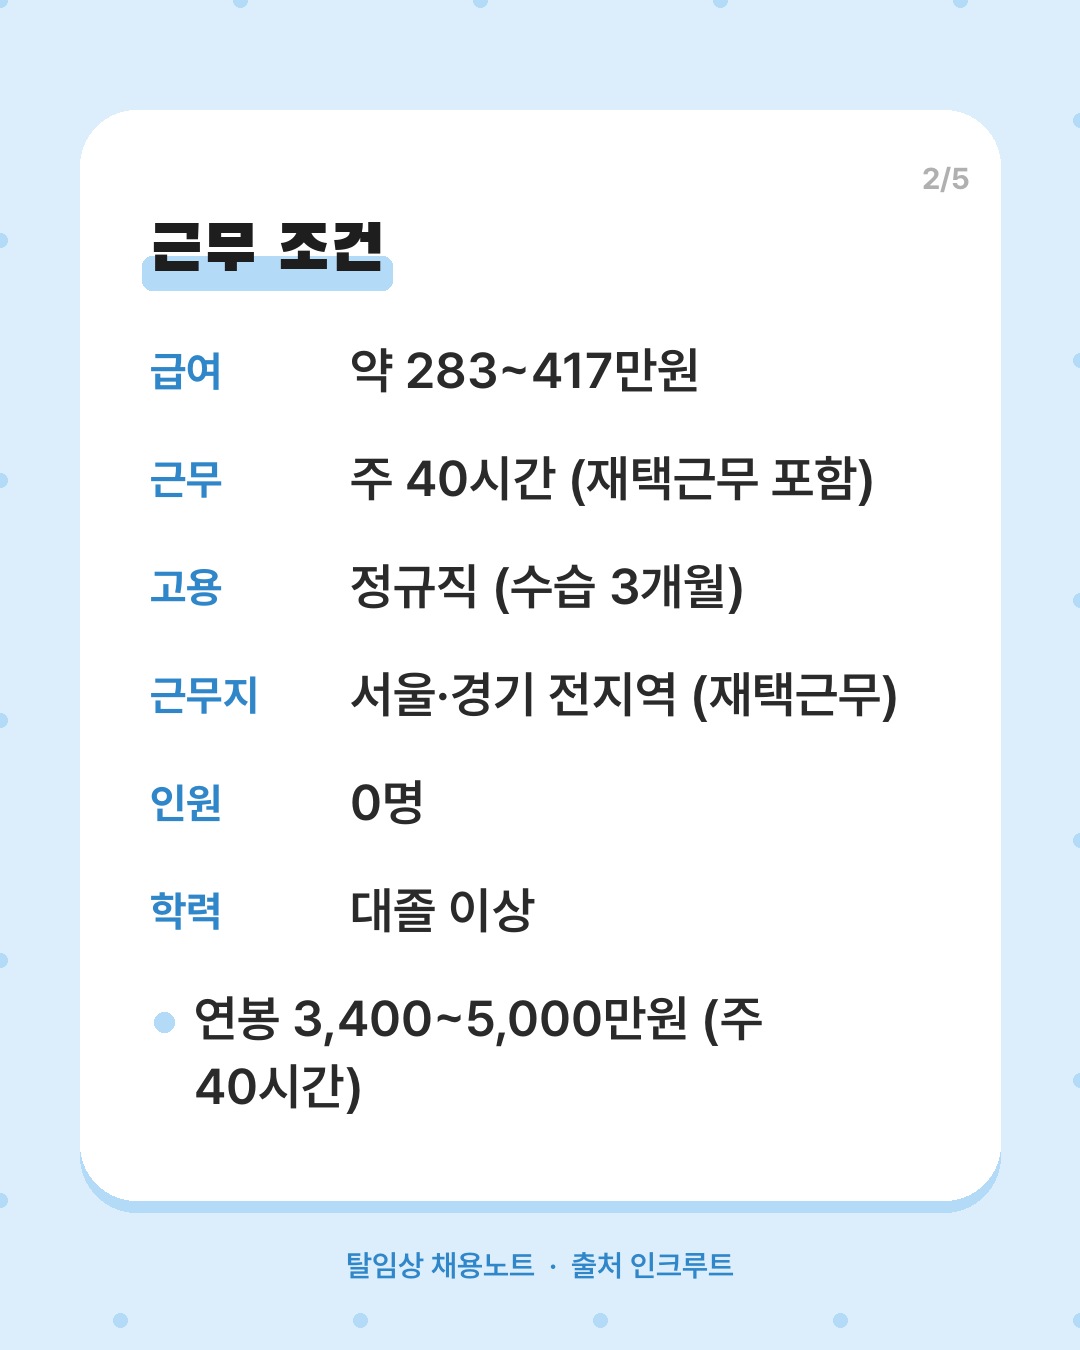 2/5
근무 조건
급여 약 283~417만원
근무 주 40시간 (재택근무 포함)
고용 정규직 (수습 3개월)
근무지 서울·경기 전지역 (재택근무)
인원 0명
학력 대졸 이상
연봉 3,400~5,000만원 (주
40시간)
탈임상 채용노트 · 출처 인크루트